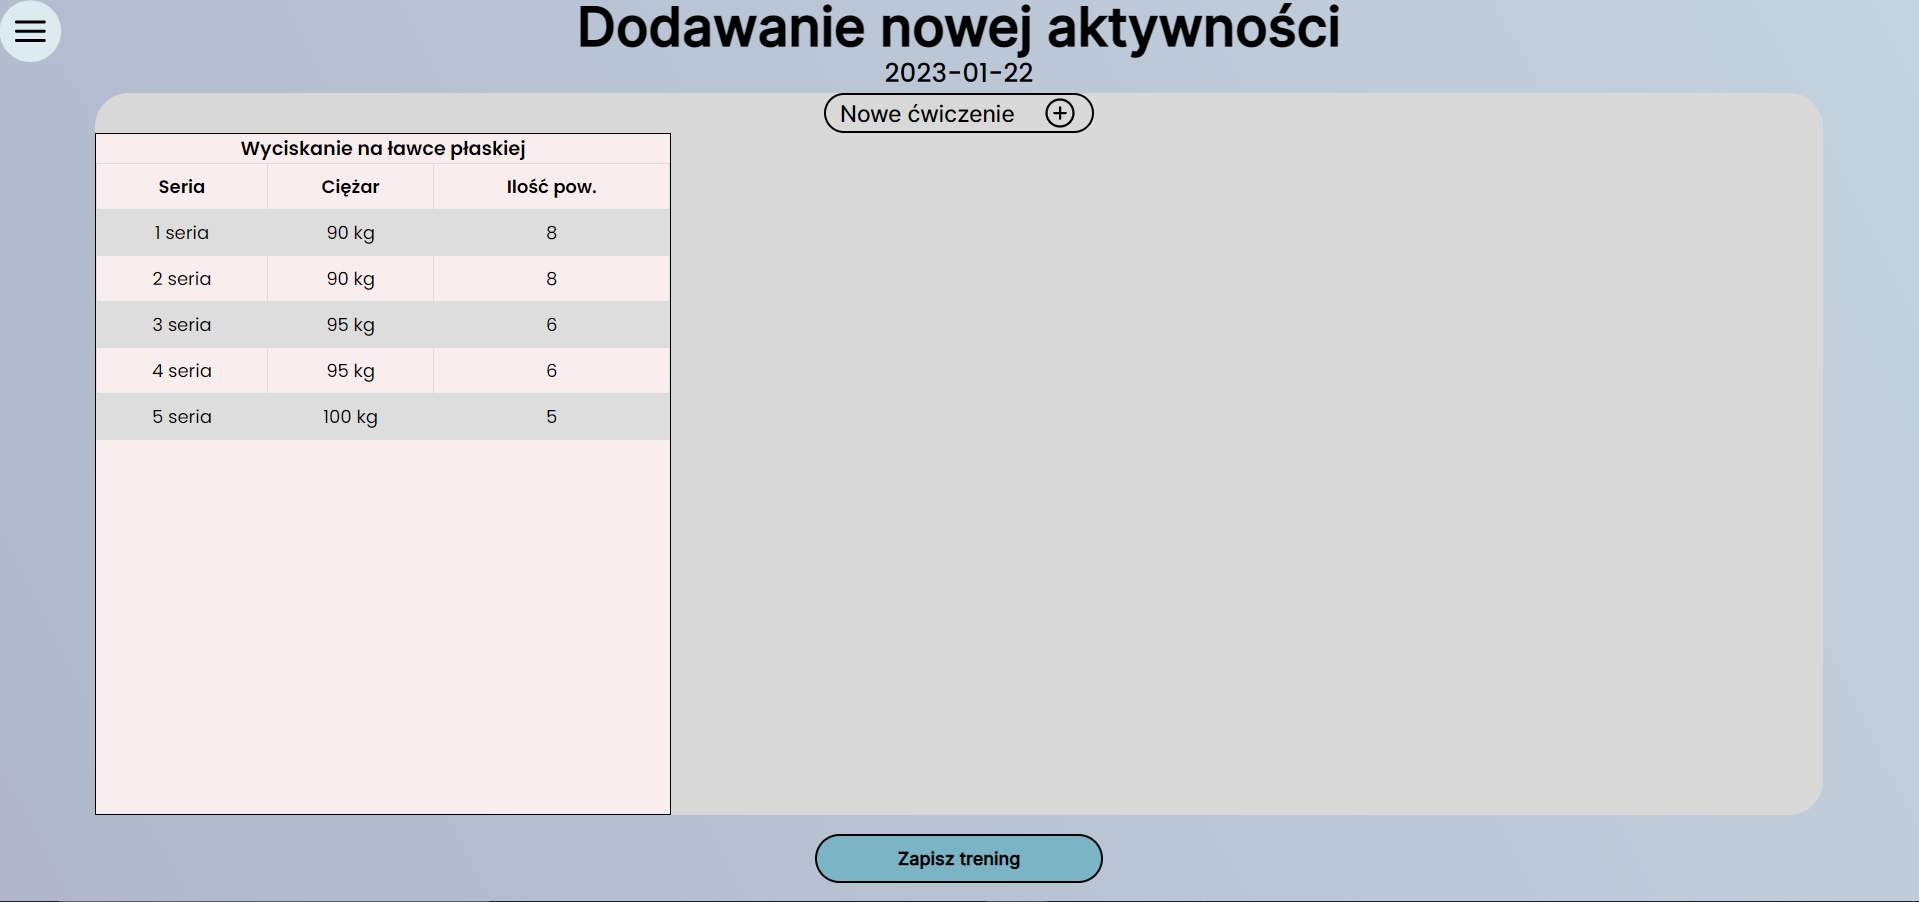 Dodawanie nowej aktywności
2023-01-22
Nowe ćwiczenie
Wyciskanie na ławce płaskiej
Seria Ciężar Ilość pow.
1 seria 90 kg 8
2 seria 90 kg 8
3 seria 95 kg 6
4 seria 95 kg 6
5 seria 100 kg 5
Zapisz trening